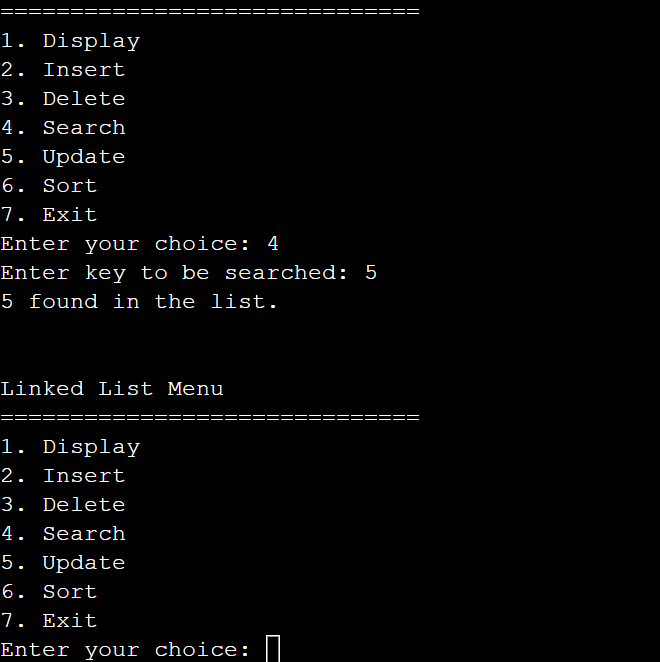 ==============================
1. Display
2. Insert
3. Delete
4. Search
5. Update
6. Sort
7. Exit
Enter your choice: 4
Enter key to be searched: 5
5 found in the list.
Linked List Menu
==============================
1. Display
2. Insert
3. Delete
4. Search
5. Update
6. Sort
7. Exit
Enter your choice: